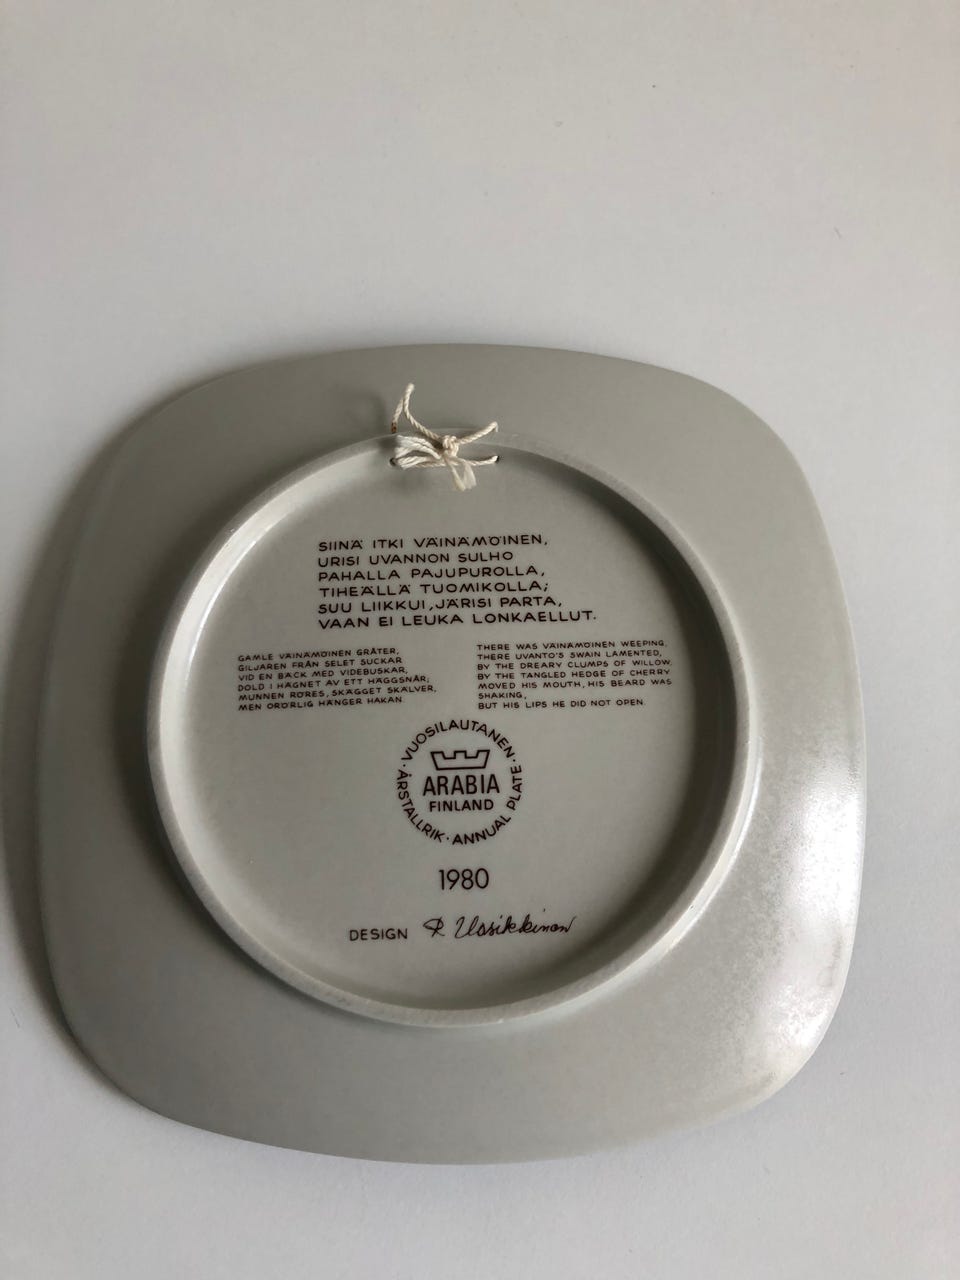 SIINÄ ITKI VÄINÄMÖINEN,
URISI UVANNON SULHO
PAHALLA PAJUPUROLLA,
TIHEÄLLÄ TUOMIKOLLA;
SUU LIIKKUI, JÄRISI PARTA,
VAAN EI LEUKA LONKAELLUT.
GAMLE VÄINÄMÖINEN GRÅTER,
GILJAREN FRÅN SELET SUCKAR
VID EN BÄCK MED VIDEBUSKAR,
DOLD I HÄGNET AV ETT HÄGGSNÅR;
MUNNEN RÖRES, SKÄGGET SKÄLVER,
MEN ORÖRLIG HÄNGER HAKAN.
THERE WAS VÄINÄMÖINEN WEEPING,
THERE UVANTO'S SWAIN LAMENTED,
BY THE DREARY CLUMPS OF WILLOW,
BY THE TANGLED HEDGE OF CHERRY
MOVED HIS MOUTH, HIS BEARD WAS
SHAKING,
BUT HIS LIPS HE DID NOT OPEN.
· VUOSILAUTANEN ·
ARABIA
FINLAND
ÅRSTALLRIK · ANNUAL PLATE
1980
DESIGN R Uosikkinen